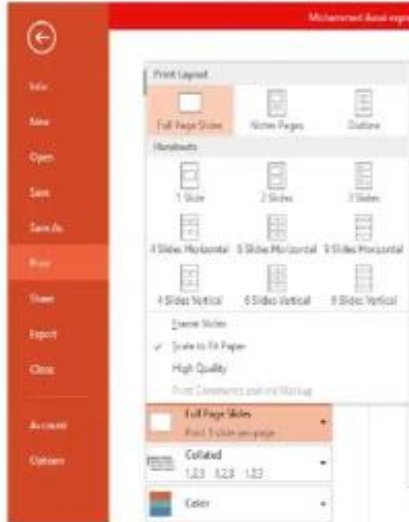 Mohammed
Info
New
Open
Save
Save As
Print
Share
Export
Close
Account
Options
Print Layout
Full Page Slides Notes Pages Outline
Handouts
1 Slide 2 Slides 3 Slides
4 Slides Horizontal 6 Slides Horizontal 9 Slides Horizontal
4 Slides Vertical 6 Slides Vertical 9 Slides Vertical
Frame Slides
Scale to Fit Paper
High Quality
Print Comments and Ink Markup
Full Page Slides
Print 1 slide per page
Collated
1,2,3 1,2,3 1,2,3
Color